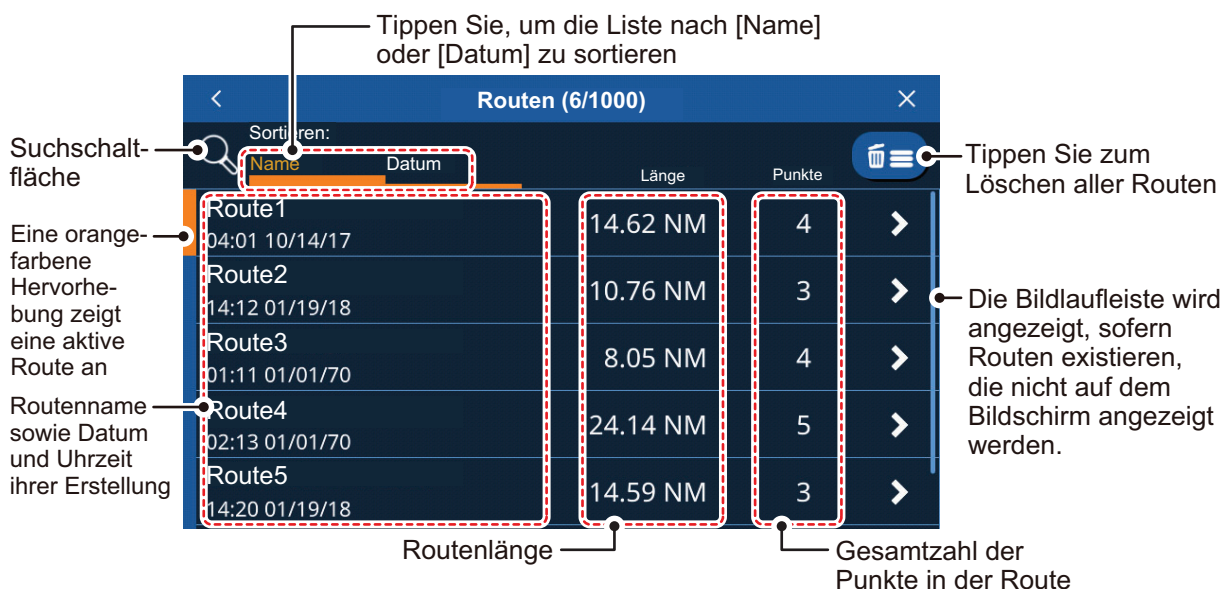 Tippen Sie, um die Liste nach [Name]
oder [Datum] zu sortieren
Routen (6/1000)
Sortieren:
Name Datum
Länge Punkte
Suchschalt-
fläche
Tippen Sie zum
Löschen aller Routen
Route1
04:01 10/14/17
14.62 NM 4
Route2
14:12 01/19/18
10.76 NM 3
Route3
01:11 01/01/70
8.05 NM 4
Route4
02:13 01/01/70
24.14 NM 5
Route5
14:20 01/19/18
14.59 NM 3
Eine orange-
farbene
Hervorhe-
bung zeigt
eine aktive
Route an
Routenname
sowie Datum
und Uhrzeit
ihrer Erstellung
Die Bildlaufleiste wird
angezeigt, sofern
Routen existieren,
die nicht auf dem
Bildschirm angezeigt
werden.
Routenlänge
Gesamtzahl der
Punkte in der Route